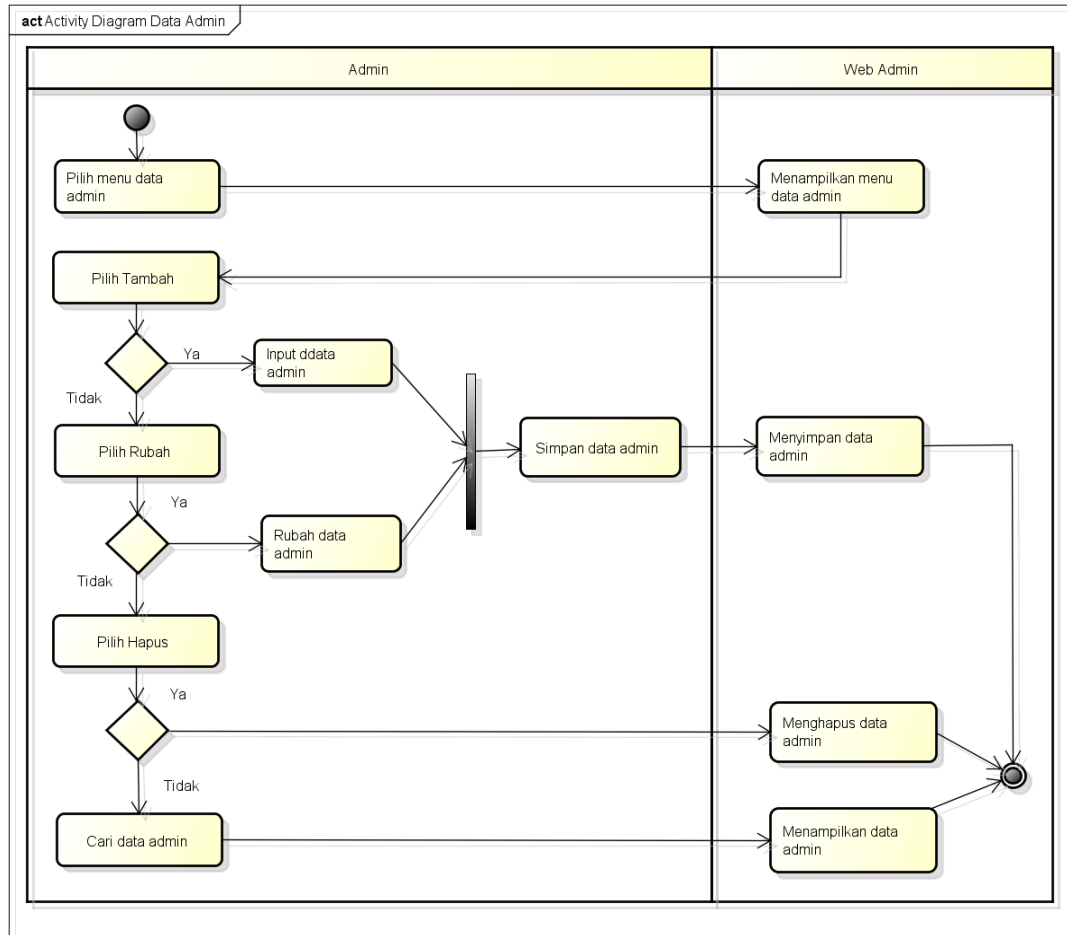 act Activity Diagram Data Admin
Admin
Web Admin
Pilih menu data
admin
Menampilkan menu
data admin
Pilih Tambah
Ya
Input ddata
admin
Tidak
Pilih Rubah
Simpan data admin
Menyimpan data
admin
Ya
Rubah data
admin
Tidak
Pilih Hapus
Ya
Menghapus data
admin
Tidak
Cari data admin
Menampilkan data
admin